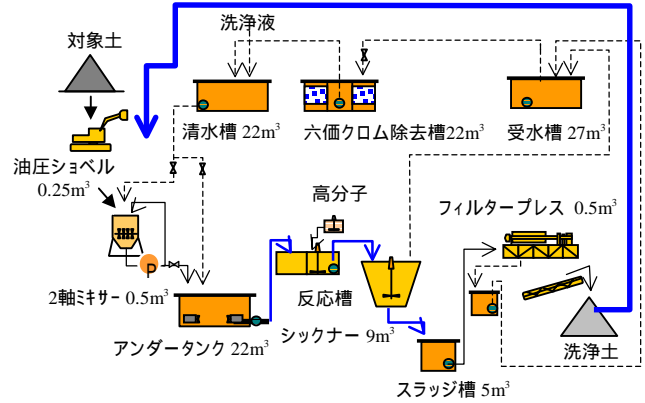 洗浄液
対象土
清水槽 22m³
六価クロム除去槽22m³
受水槽 27m³
油圧ショベル
0.25m³
高分子
フィルタープレス 0.5m³
P
2軸ミキサー 0.5m³
反応槽
アンダータンク 22m³
シックナー 9m³
洗浄土
スラッジ槽 5m³